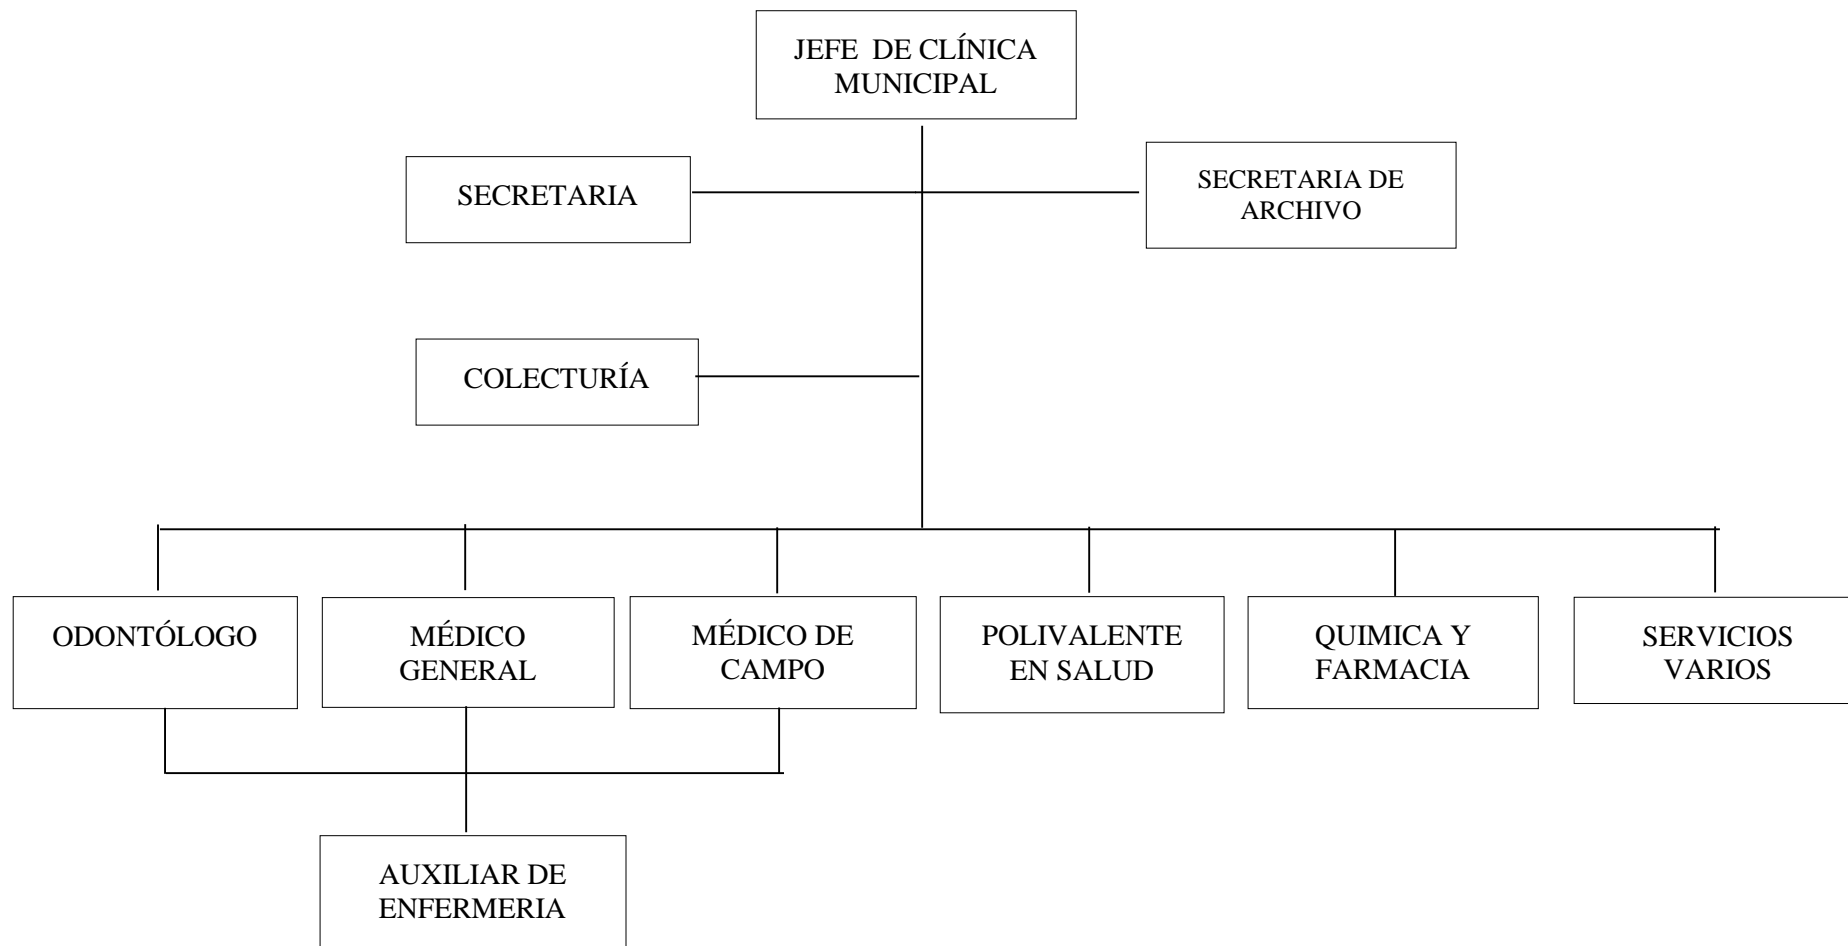 JEFE  DE CLÍNICA
MUNICIPAL
SECRETARIA
SECRETARIA DE
ARCHIVO
COLECTURÍA
ODONTÓLOGO
MÉDICO
GENERAL
MÉDICO DE
CAMPO
POLIVALENTE
EN SALUD
QUIMICA Y
FARMACIA
SERVICIOS
VARIOS
AUXILIAR DE
ENFERMERIA